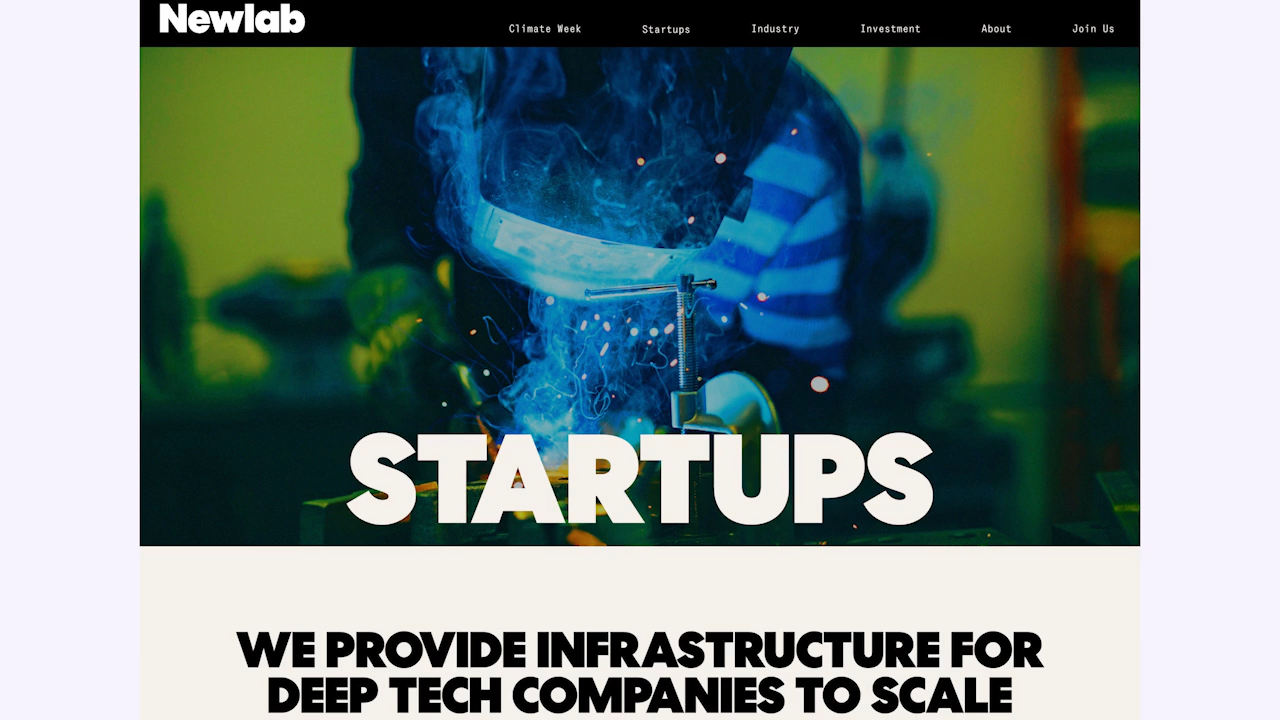 Newlab
Climate Week Startups Industry Investment About Join Us
STARTUPS
WE PROVIDE INFRASTRUCTURE FOR
DEEP TECH COMPANIES TO SCALE